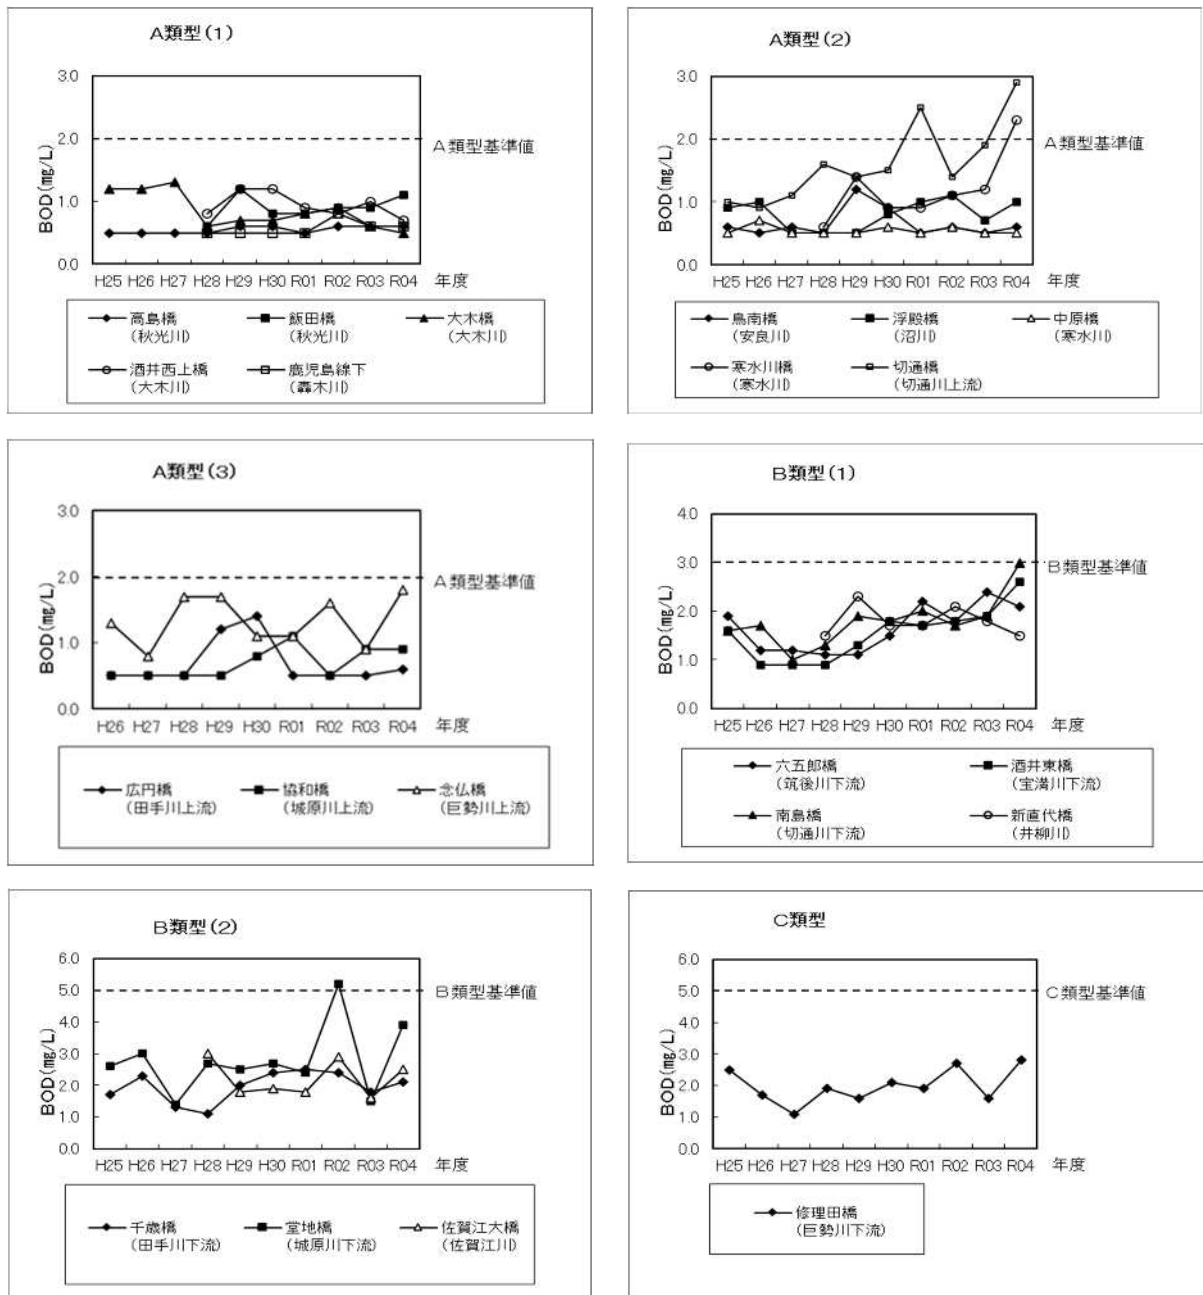 A類型(1)
3.0
2.0
1.0
0.0
BOD(mg/L)
A類型基準値
H25 H26 H27 H28 H29 H30 R01 R02 R03 R04 年度
高島橋 飯田橋 大木橋
(秋光川) (秋光川) (大木川)
酒井西上橋 鹿児島線下
(大木川) (轟木川)
A類型(2)
3.0
2.0
1.0
0.0
BOD(mg/L)
A類型基準値
H25 H26 H27 H28 H29 H30 R01 R02 R03 R04 年度
鳥南橋 浮殿橋 中原橋
(安良川) (沼川) (寒水川)
寒水川橋 切通橋
(寒水川) (切通川上流)
A類型(3)
3.0
2.0
1.0
0.0
BOD(mg/L)
A類型基準値
H26 H27 H28 H29 H30 R01 R02 R03 R04 年度
広円橋 協和橋 念仏橋
(田手川上流) (城原川上流) (巨勢川上流)
B類型(1)
4.0
3.0
2.0
1.0
0.0
BOD(mg/L)
B類型基準値
H25 H26 H27 H28 H29 H30 R01 R02 R03 R04 年度
六五郎橋 酒井東橋
(筑後川下流) (宝満川下流)
南島橋 新直代橋
(切通川下流) (井柳川)
B類型(2)
6.0
5.0
4.0
3.0
2.0
1.0
0.0
BOD(mg/L)
B類型基準値
H25 H26 H27 H28 H29 H30 R01 R02 R03 R04 年度
千歳橋 堂地橋 佐賀江大橋
(田手川下流) (城原川下流) (佐賀江川)
C類型
6.0
5.0
4.0
3.0
2.0
1.0
0.0
BOD(mg/L)
C類型基準値
H25 H26 H27 H28 H29 H30 R01 R02 R03 R04 年度
修理田橋
(巨勢川下流)